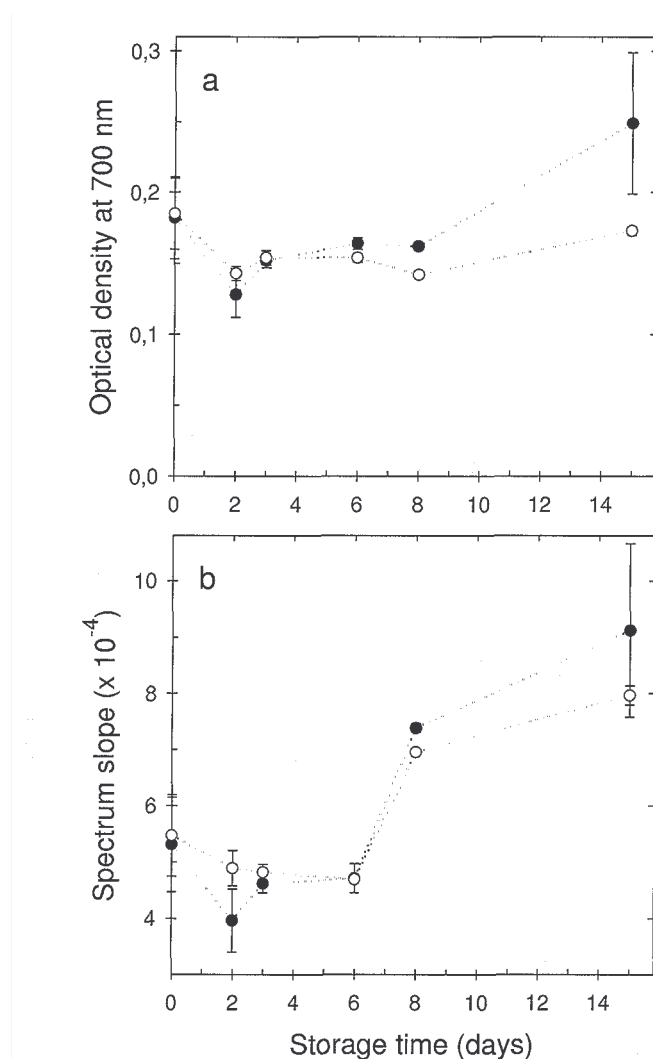 Optical density at 700 nm
a
0,3
0,2
0,1
0,0
0 2 4 6 8 10 12 14
Spectrum slope (x 10⁻⁴)
b
10
8
6
4
0 2 4 6 8 10 12 14
Storage time (days)